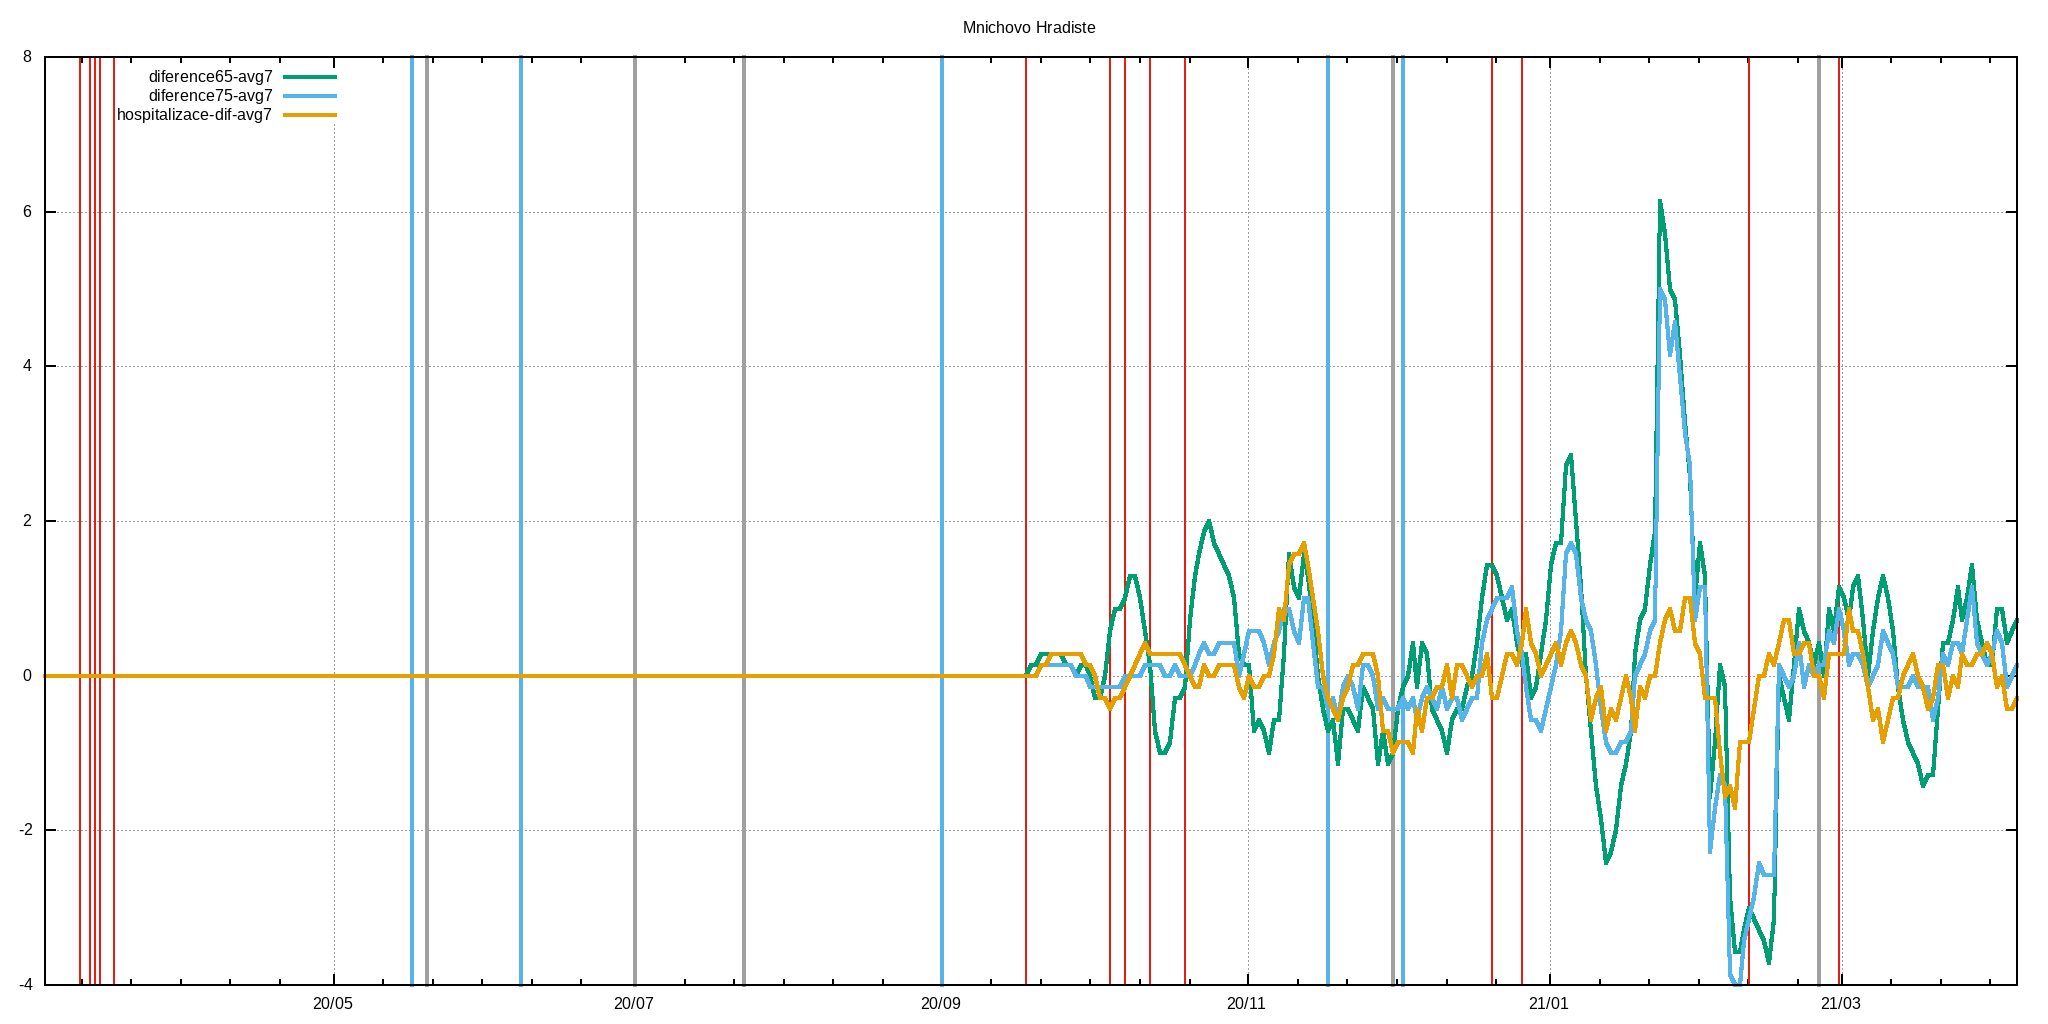 Mnichovo Hradiste
8
diference65-avg7
diference75-avg7
hospitalizace-dif-avg7
6
4
2
0
-2
-4
20/05 20/07 20/09 20/11 21/01 21/03